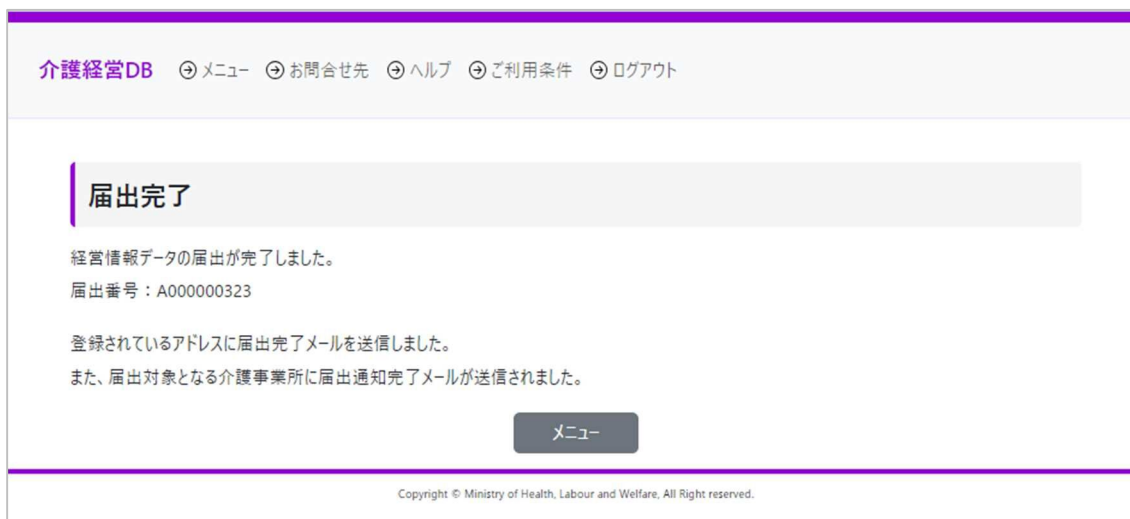 介護経営DB メニュー お問合せ先 ヘルプ ご利用条件 ログアウト
届出完了
経営情報データの届出が完了しました。
届出番号：A000000323
登録されているアドレスに届出完了メールを送信しました。
また、届出対象となる介護事業所に届出通知完了メールが送信されました。
メニュー
Copyright © Ministry of Health, Labour and Welfare, All Right reserved.